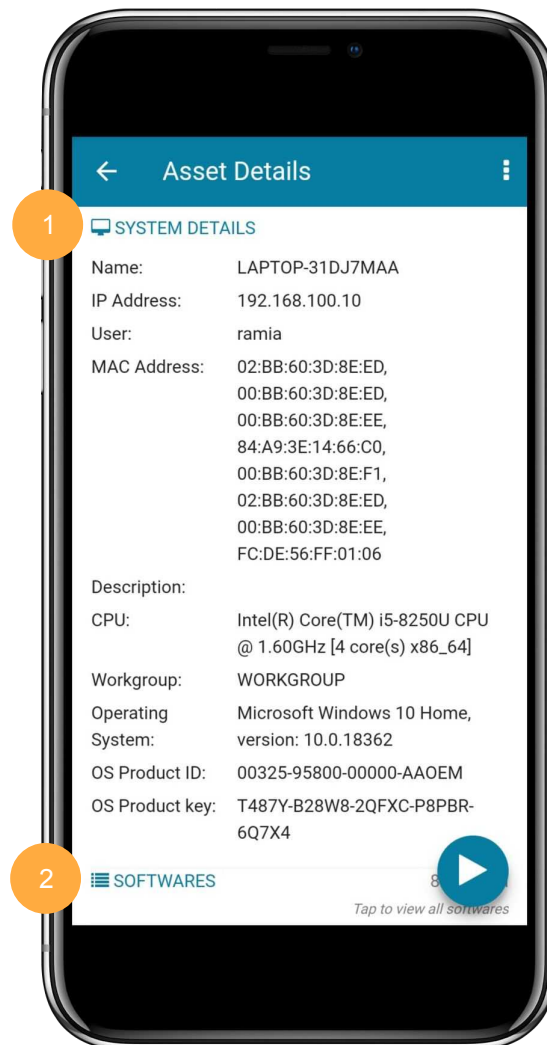 Asset Details
1
SYSTEM DETAILS
Name: LAPTOP-31DJ7MAA
IP Address: 192.168.100.10
User: ramia
MAC Address: 02:BB:60:3D:8E:ED,
00:BB:60:3D:8E:ED,
00:BB:60:3D:8E:EE,
84:A9:3E:14:66:C0,
00:BB:60:3D:8E:F1,
02:BB:60:3D:8E:ED,
00:BB:60:3D:8E:EE,
FC:DE:56:FF:01:06
Description:
CPU: Intel(R) Core(TM) i5-8250U CPU
@ 1.60GHz [4 core(s) x86_64]
Workgroup: WORKGROUP
Operating Microsoft Windows 10 Home,
System: version: 10.0.18362
OS Product ID: 00325-95800-00000-AAOEM
OS Product key: T487Y-B28W8-2QFXC-P8PBR-
6Q7X4
2
SOFTWARES 8
Tap to view all softwares